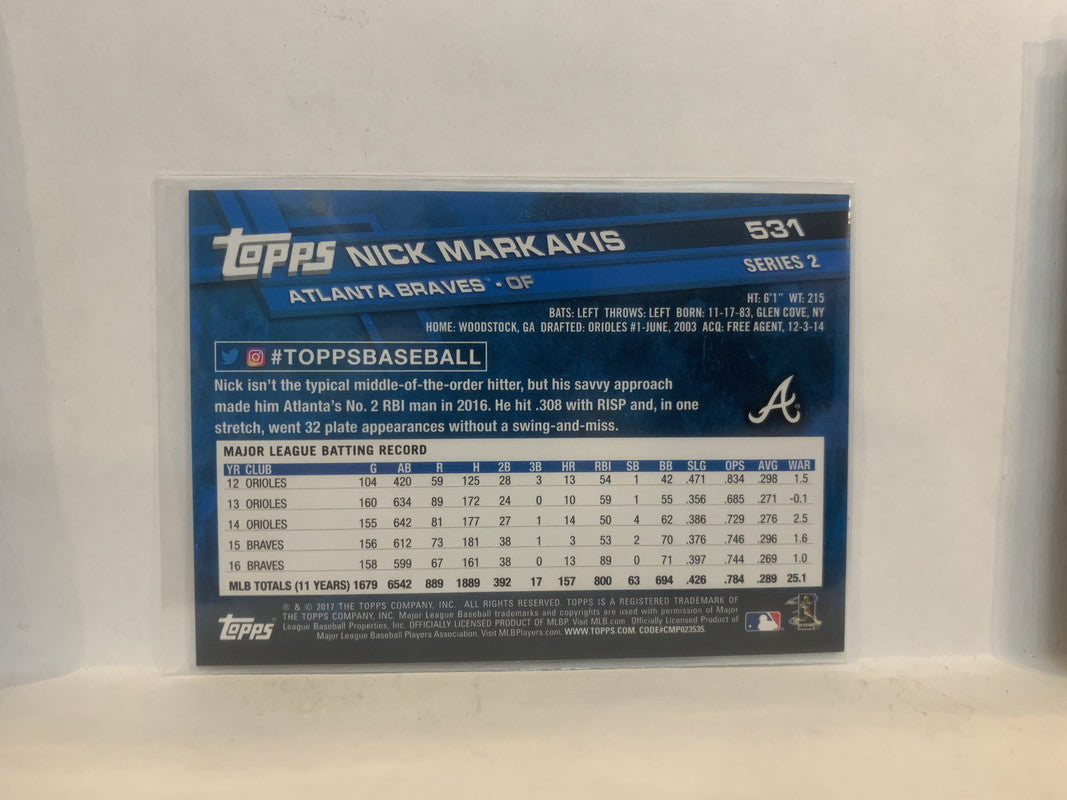 TOPPS NICK MARKAKIS 531
ATLANTA BRAVES™ • OF SERIES 2
HT: 6'1" WT: 215
BATS: LEFT THROWS: LEFT BORN: 11-17-83, GLEN COVE, NY
HOME: WOODSTOCK, GA DRAFTED: ORIOLES #1-JUNE, 2003 ACQ: FREE AGENT, 12-3-14
#TOPPSBASEBALL
Nick isn't the typical middle-of-the-order hitter, but his savvy approach
made him Atlanta's No. 2 RBI man in 2016. He hit .308 with RISP and, in one
stretch, went 32 plate appearances without a swing-and-miss.
A
MAJOR LEAGUE BATTING RECORD
YR CLUB G AB R H 2B 3B HR RBI SB BB SLG OPS AVG WAR
12 ORIOLES 104 420 59 125 28 3 13 54 1 42 .471 .834 .298 1.5
13 ORIOLES 160 634 89 172 24 0 10 59 1 55 .356 .685 .271 -0.1
14 ORIOLES 155 642 81 177 27 1 14 50 4 62 .386 .729 .276 2.5
15 BRAVES 156 612 73 181 38 1 3 53 2 70 .376 .746 .296 1.6
16 BRAVES 158 599 67 161 38 0 13 89 0 71 .397 .744 .269 1.0
MLB TOTALS (11 YEARS) 1679 6542 889 1889 392 17 157 800 63 694 .426 .784 .289 25.1
® & © 2017 THE TOPPS COMPANY, INC. ALL RIGHTS RESERVED. TOPPS IS A REGISTERED TRADEMARK OF
THE TOPPS COMPANY, INC. Major League Baseball trademarks and copyrights are used with permission of Major
League Baseball Properties, Inc. OFFICIALLY LICENSED PRODUCT OF MLBP. Visit MLB.com Officially Licensed Product of
Major League Baseball Players Association. Visit MLBPlayers.com. WWW.TOPPS.COM CODE#CMP023535.
TOPPS